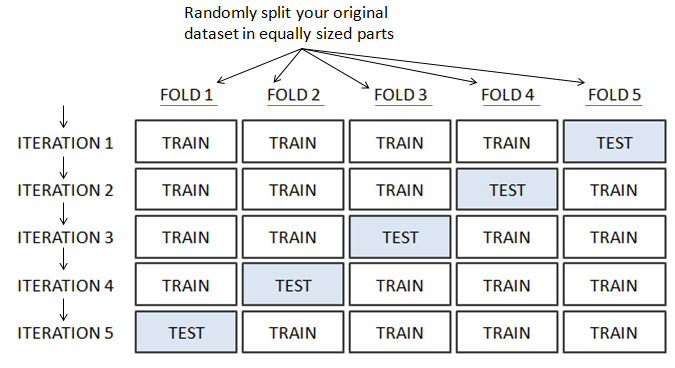 Randomly split your original
dataset in equally sized parts
FOLD 1 FOLD 2 FOLD 3 FOLD 4 FOLD 5
ITERATION 1 TRAIN TRAIN TRAIN TRAIN TEST
ITERATION 2 TRAIN TRAIN TRAIN TEST TRAIN
ITERATION 3 TRAIN TRAIN TEST TRAIN TRAIN
ITERATION 4 TRAIN TEST TRAIN TRAIN TRAIN
ITERATION 5 TEST TRAIN TRAIN TRAIN TRAIN